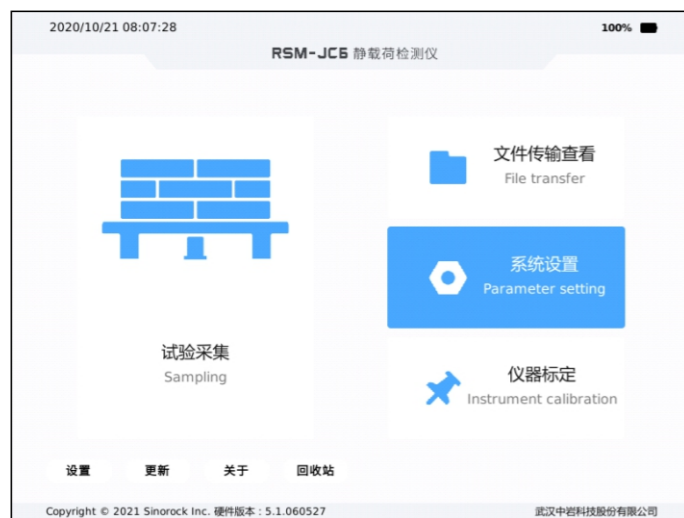 2020/10/21 08:07:28
100%
RSM-JC6 静载荷检测仪
文件传输查看
File transfer
系统设置
Parameter setting
试验采集
Sampling
仪器标定
Instrument calibration
设置 更新 关于 回收站
Copyright © 2021 Sinorock Inc. 硬件版本：5.1.060527 武汉中岩科技股份有限公司